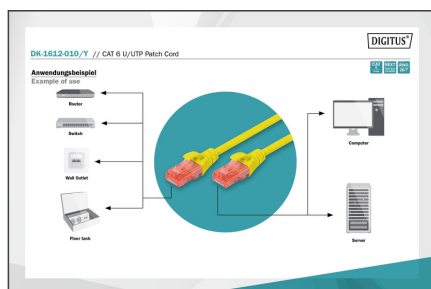 DIGITUS®
DK-1612-010/Y // CAT 6 U/UTP Patch Cord
Anwendungsbeispiel
Example of use
Router
Switch
Wall Outlet
Floor tank
Computer
Server